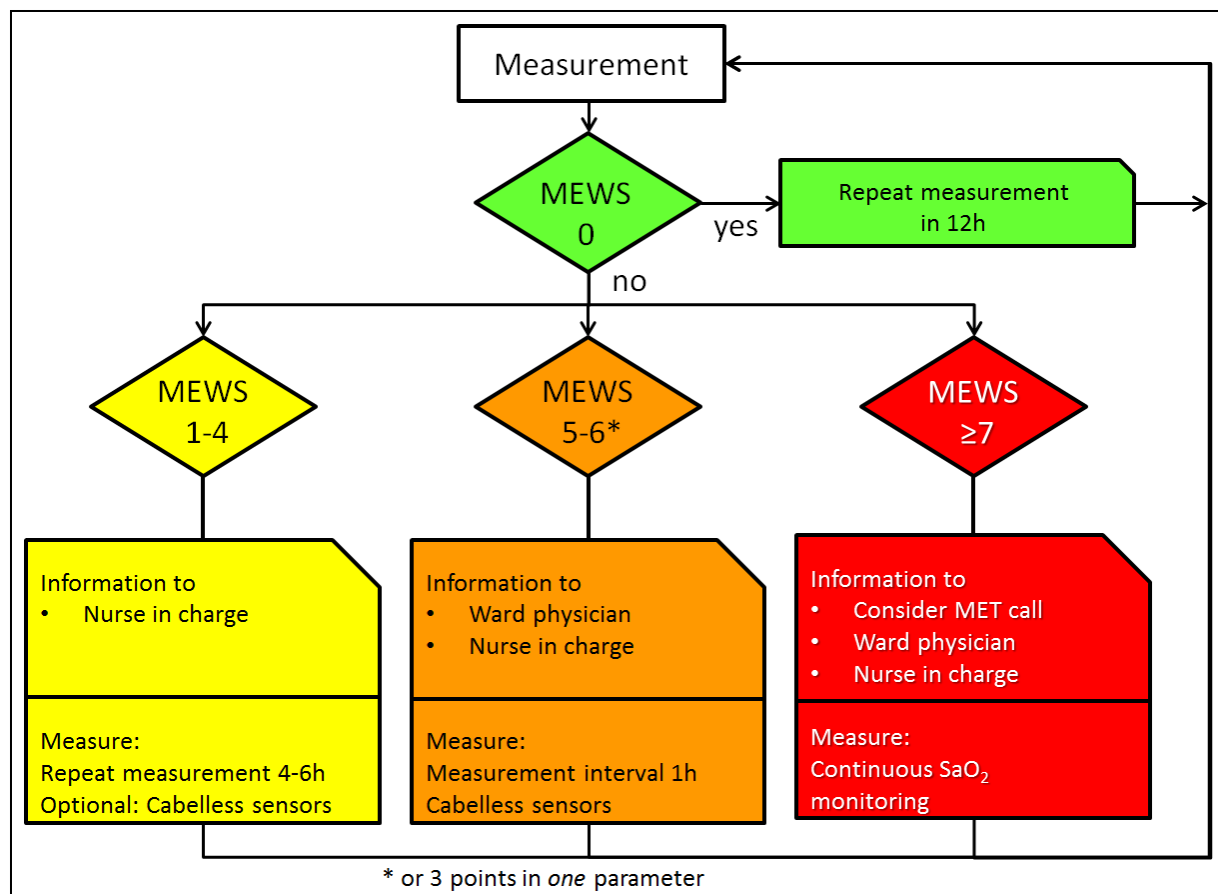 Measurement
MEWS
0
yes
Repeat measurement
in 12h
no
MEWS
1-4
MEWS
5-6*
MEWS
≥7
Information to
• Nurse in charge
Measure:
Repeat measurement 4-6h
Optional: Cabelless sensors
Information to
• Ward physician
• Nurse in charge
Measure:
Measurement interval 1h
Cabelless sensors
Information to
• Consider MET call
• Ward physician
• Nurse in charge
Measure:
Continuous SaO₂
monitoring
* or 3 points in one parameter